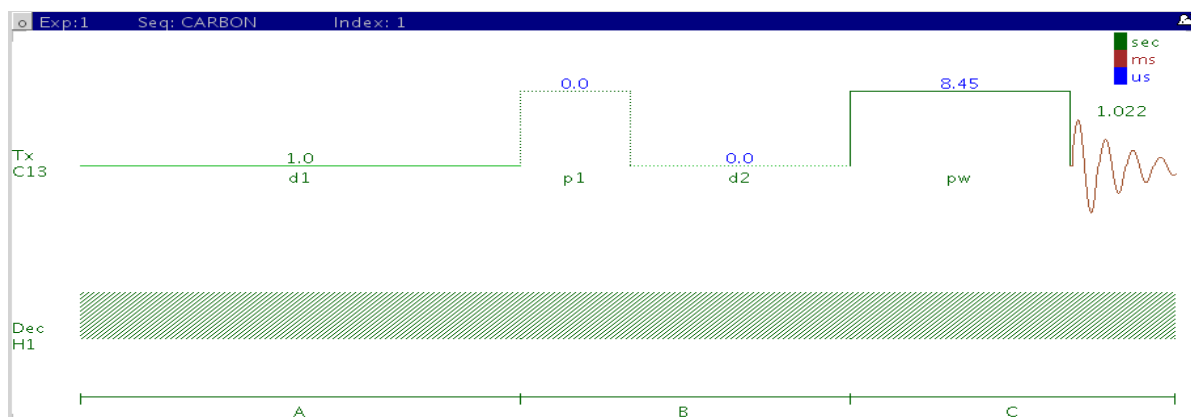 o Exp:1 Seq: CARBON Index: 1
sec
ms
us
0.0 8.45 1.022
Tx
C13
1.0 0.0
d1 p1 d2 pw
Dec
H1
A B C